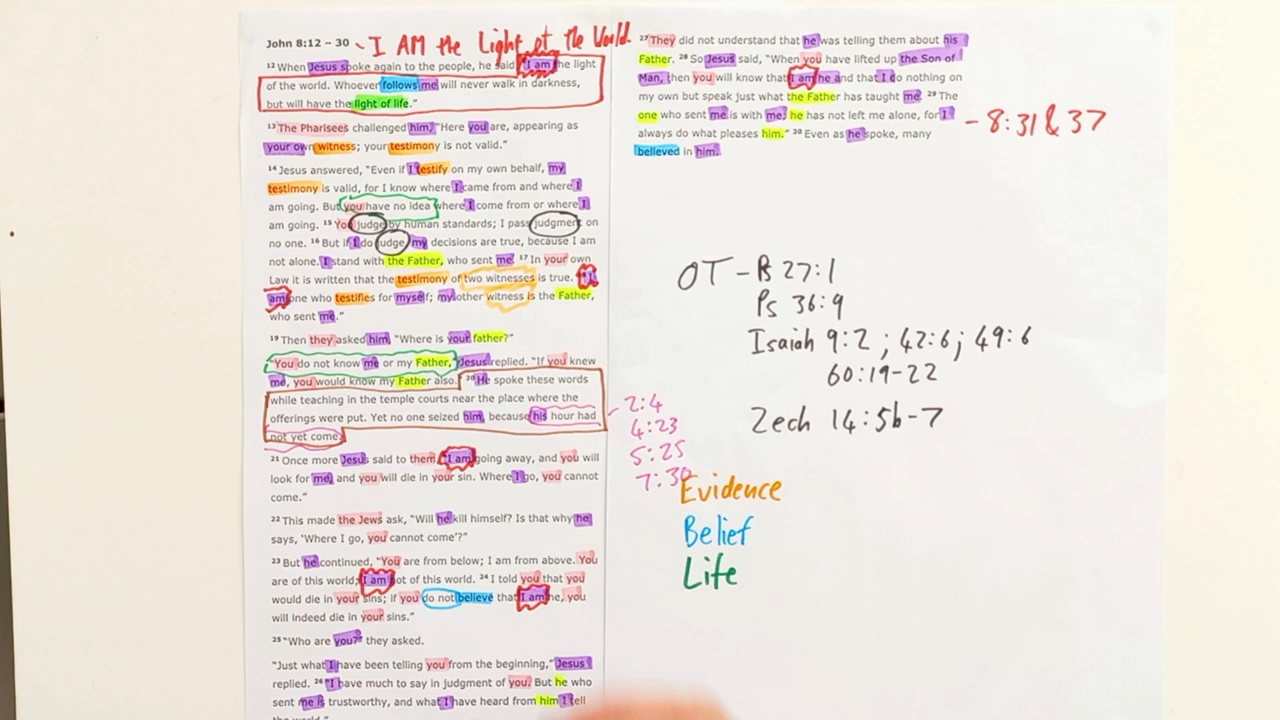 John 8:12 – 30 ~ I AM the Light of the World.
12 When Jesus spoke again to the people, he said, "I am the light
of the world. Whoever follows me will never walk in darkness,
but will have the light of life."
13 The Pharisees challenged him, "Here you are, appearing as
your own witness; your testimony is not valid."
14 Jesus answered, "Even if I testify on my own behalf, my
testimony is valid, for I know where I came from and where I
am going. But you have no idea where I come from or where I
am going. 15 You judge by human standards; I pass judgment on
no one. 16 But if I do judge, my decisions are true, because I am
not alone. I stand with the Father, who sent me. 17 In your own
Law it is written that the testimony of two witnesses is true. 18 I
am one who testifies for myself; my other witness is the Father,
who sent me."
19 Then they asked him, "Where is your father?"
"You do not know me or my Father," Jesus replied. "If you knew
me, you would know my Father also. 20 He spoke these words
while teaching in the temple courts near the place where the
offerings were put. Yet no one seized him, because his hour had
not yet come.
21 Once more Jesus said to them, "I am going away, and you will
look for me, and you will die in your sin. Where I go, you cannot
come."
22 This made the Jews ask, "Will he kill himself? Is that why he
says, 'Where I go, you cannot come'?"
23 But he continued, "You are from below; I am from above. You
are of this world; I am not of this world. 24 I told you that you
would die in your sins; if you do not believe that I am he, you
will indeed die in your sins."
25 "Who are you?" they asked.
"Just what I have been telling you from the beginning," Jesus
replied. 26 "I have much to say in judgment of you. But he who
sent me is trustworthy, and what I have heard from him I tell
the world."
27 They did not understand that he was telling them about his
Father. 28 So Jesus said, "When you have lifted up the Son of
Man, then you will know that I am he and that I do nothing on
my own but speak just what the Father has taught me. 29 The
one who sent me is with me; he has not left me alone, for I
always do what pleases him." 30 Even as he spoke, many
believed in him.
- 8:31 & 37
OT - Ps 27:1
Ps 36:9
Isaiah 9:2 ; 42:6; 49:6
60:19-22
Zech 14:5b-7
2:4
4:23
5:25
7:30
Evidence
Belief
Life